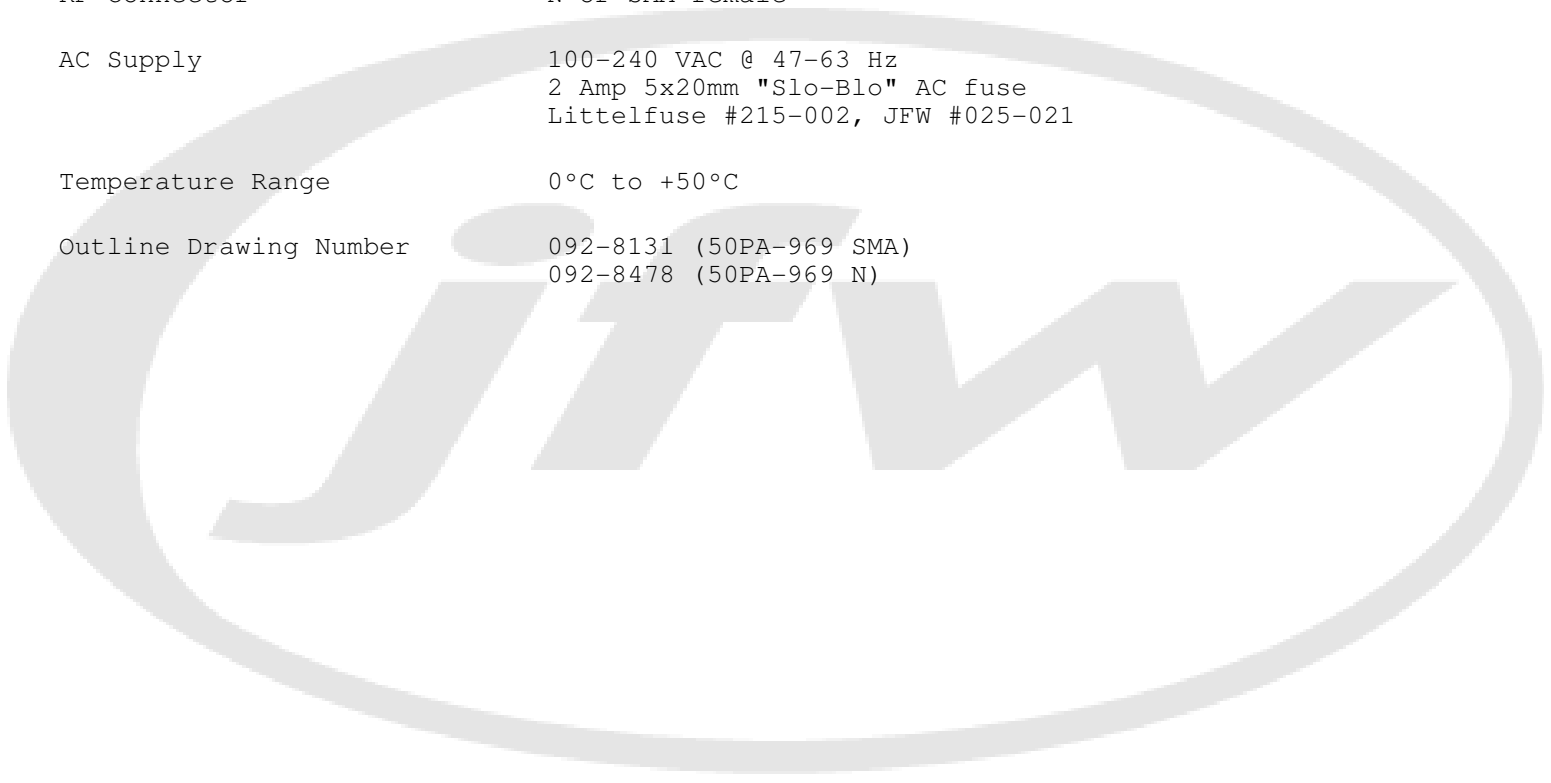 AC Supply 100-240 VAC @ 47-63 Hz
2 Amp 5x20mm "Slo-Blo" AC fuse
Littelfuse #215-002, JFW #025-021
Temperature Range 0°C to +50°C
Outline Drawing Number 092-8131 (50PA-969 SMA)
092-8478 (50PA-969 N)
jfw